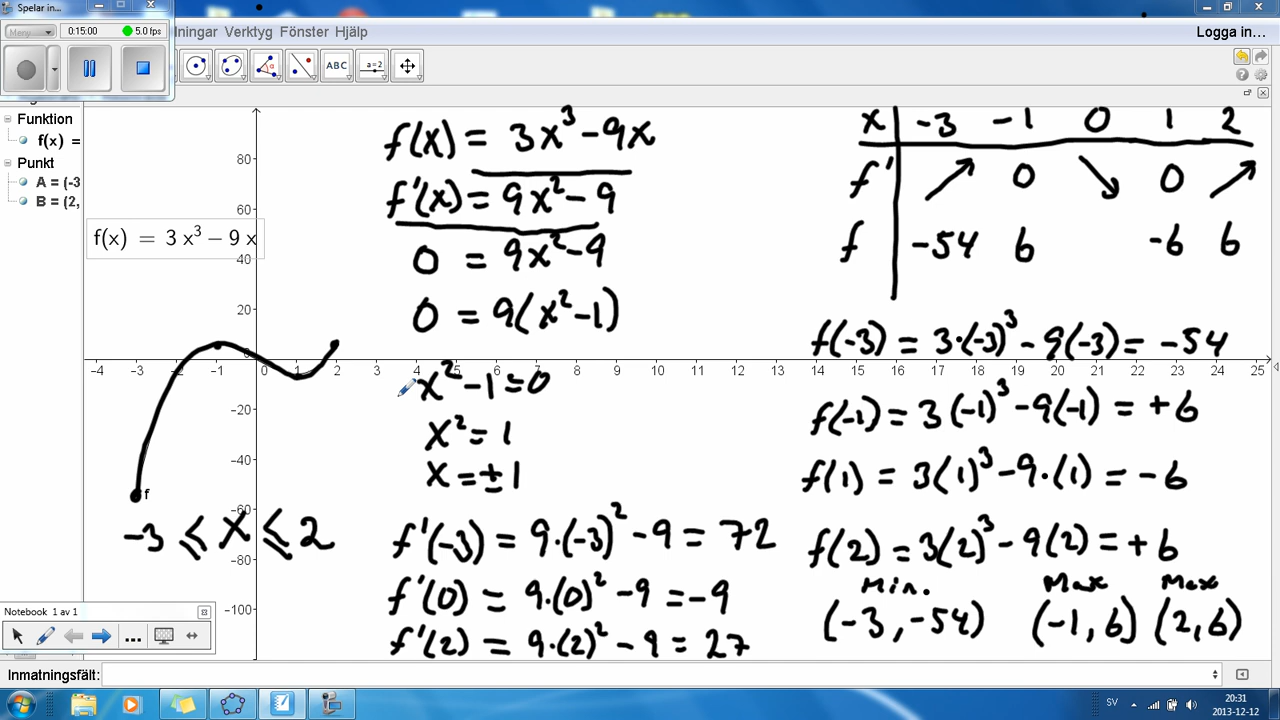 Spelar in...
Meny
0:15:00
5.0 fps
lningar Verktyg Fönster Hjälp
Logga in...
ABC
a=2
Funktion
f(x) =
Punkt
A = (-3
B = (2,
f(x) = 3 x³ − 9 x
f(x) = 3x³ -9x
f'(x) = 9x² - 9
0 = 9x²-9
0 = 9(x²-1)
x²-1=0
x² = 1
x = ±1
f'(-3) = 9·(-3)² -9 = 72
f'(0) = 9·(0)² -9 = -9
f'(2) = 9·(2)² -9 = 27
x -3 -1 0 1 2
f' ↗ 0 ↘ 0 ↗
f -54 6 -6 6
f(-3) = 3·(-3)³ - 9(-3) = -54
f(-1) = 3(-1)³ -9(-1) = +6
f(1) = 3(1)³ -9·(1) = -6
f(2) = 3(2)³ - 9(2) = +6
Min. Max Max
(-3,-54) (-1,6) (2,6)
80
60
40
20
0
-20
-40
-60
-80
-100
-4 -3 -2 -1 0 1 2 3 4 5 6 7 8 9 10 11 12 13 14 15 16 17 18 19 20 21 22 23 24 25
f
-3 ≤ x ≤ 2
Notebook 1 av 1
...
Inmatningsfält:
SV
20:31
2013-12-12